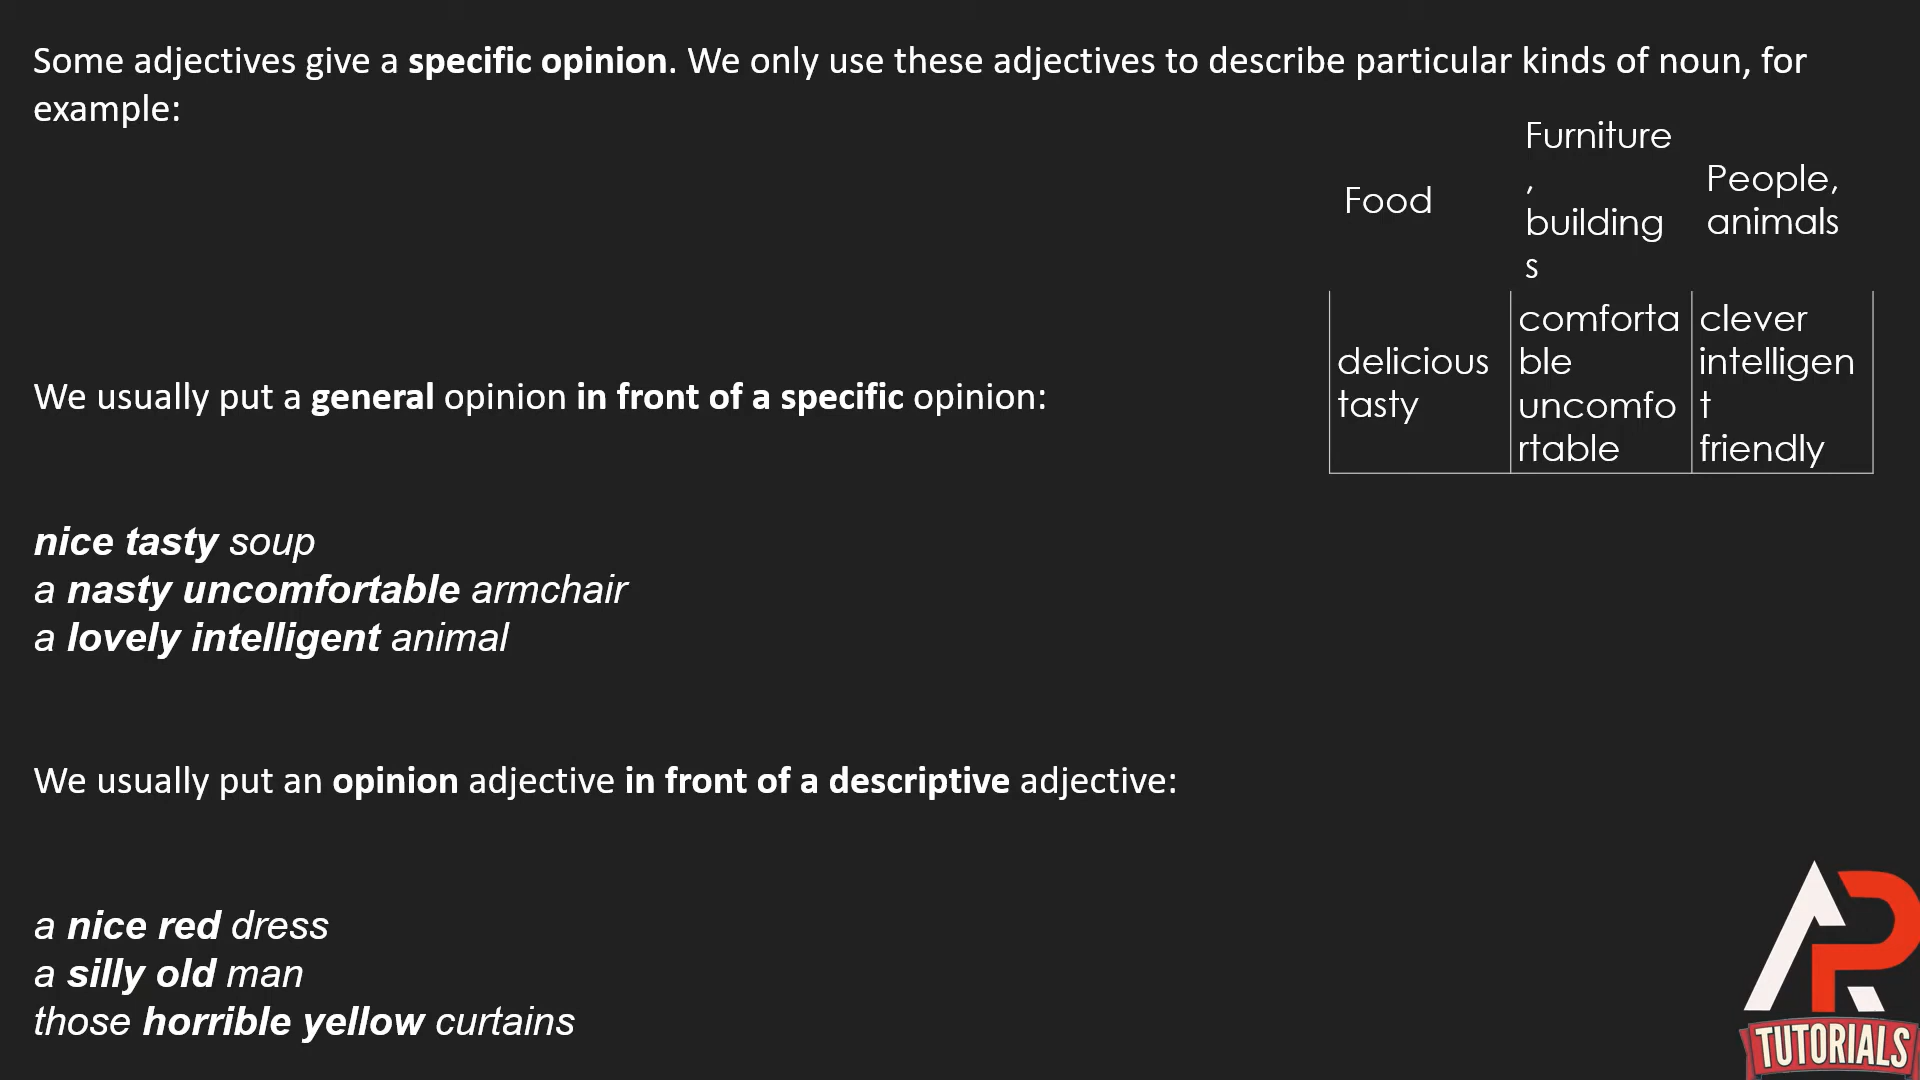 Some adjectives give a specific opinion. We only use these adjectives to describe particular kinds of noun, for
example:
Food
Furniture
,
building
s
People,
animals
delicious
tasty
comforta
ble
uncomfo
rtable
clever
intelligen
t
friendly
We usually put a general opinion in front of a specific opinion:
nice tasty soup
a nasty uncomfortable armchair
a lovely intelligent animal
We usually put an opinion adjective in front of a descriptive adjective:
a nice red dress
a silly old man
those horrible yellow curtains
AP
TUTORIALS